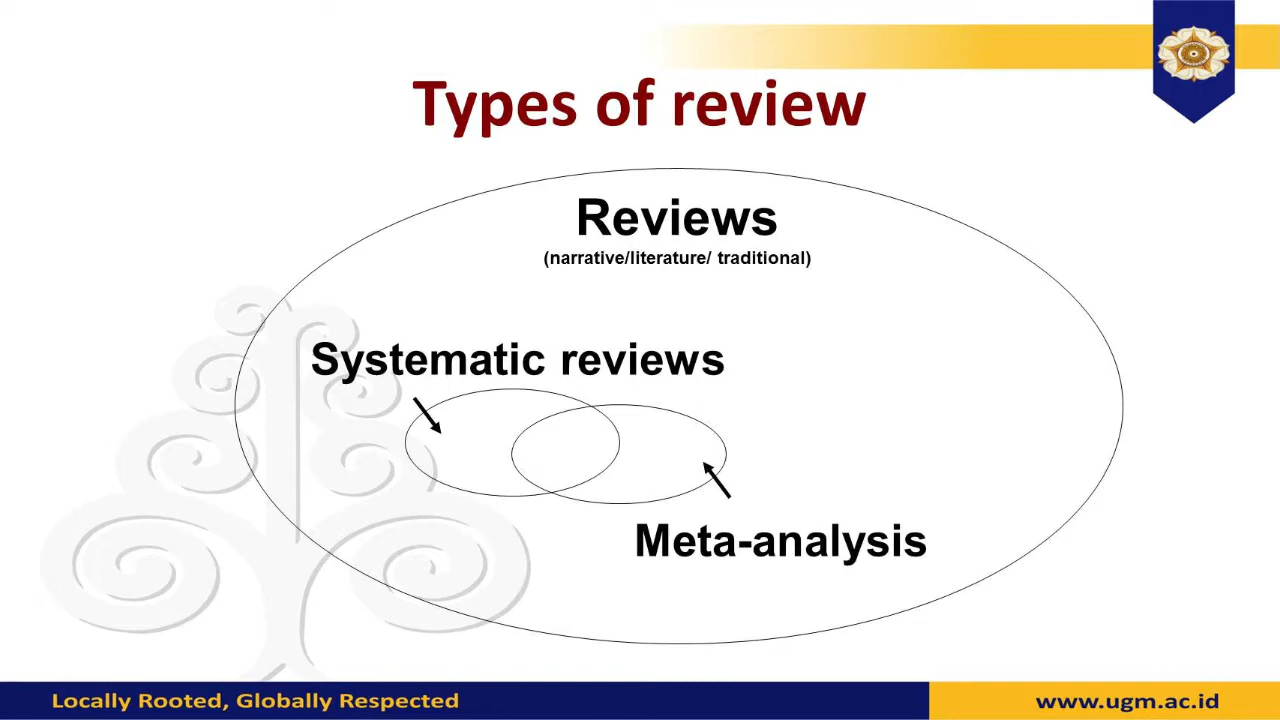 Types of review
Reviews
(narrative/literature/ traditional)
Systematic reviews
Meta-analysis
Locally Rooted, Globally Respected
www.ugm.ac.id